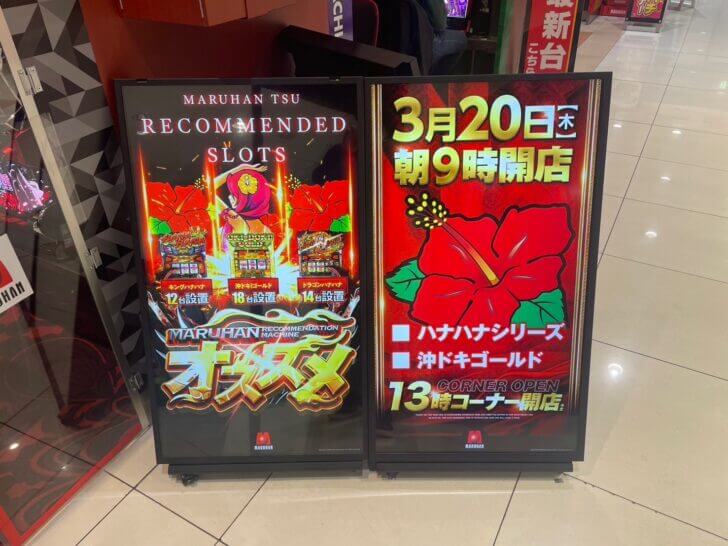 最新台
こちら
MARUHAN TSU
RECOMMENDED
SLOTS
キングハナハナ
12台設置
沖ドキ!ゴールド
18台設置
ドラゴンハナハナ
14台設置
MARUHAN RECOMMENDATION MACHINE
オススメ
MARUHAN
3月20日【木】
朝9時開店
■ ハナハナシリーズ
■ 沖ドキゴールド
CORNER OPEN
13時コーナー開店
MARUHAN